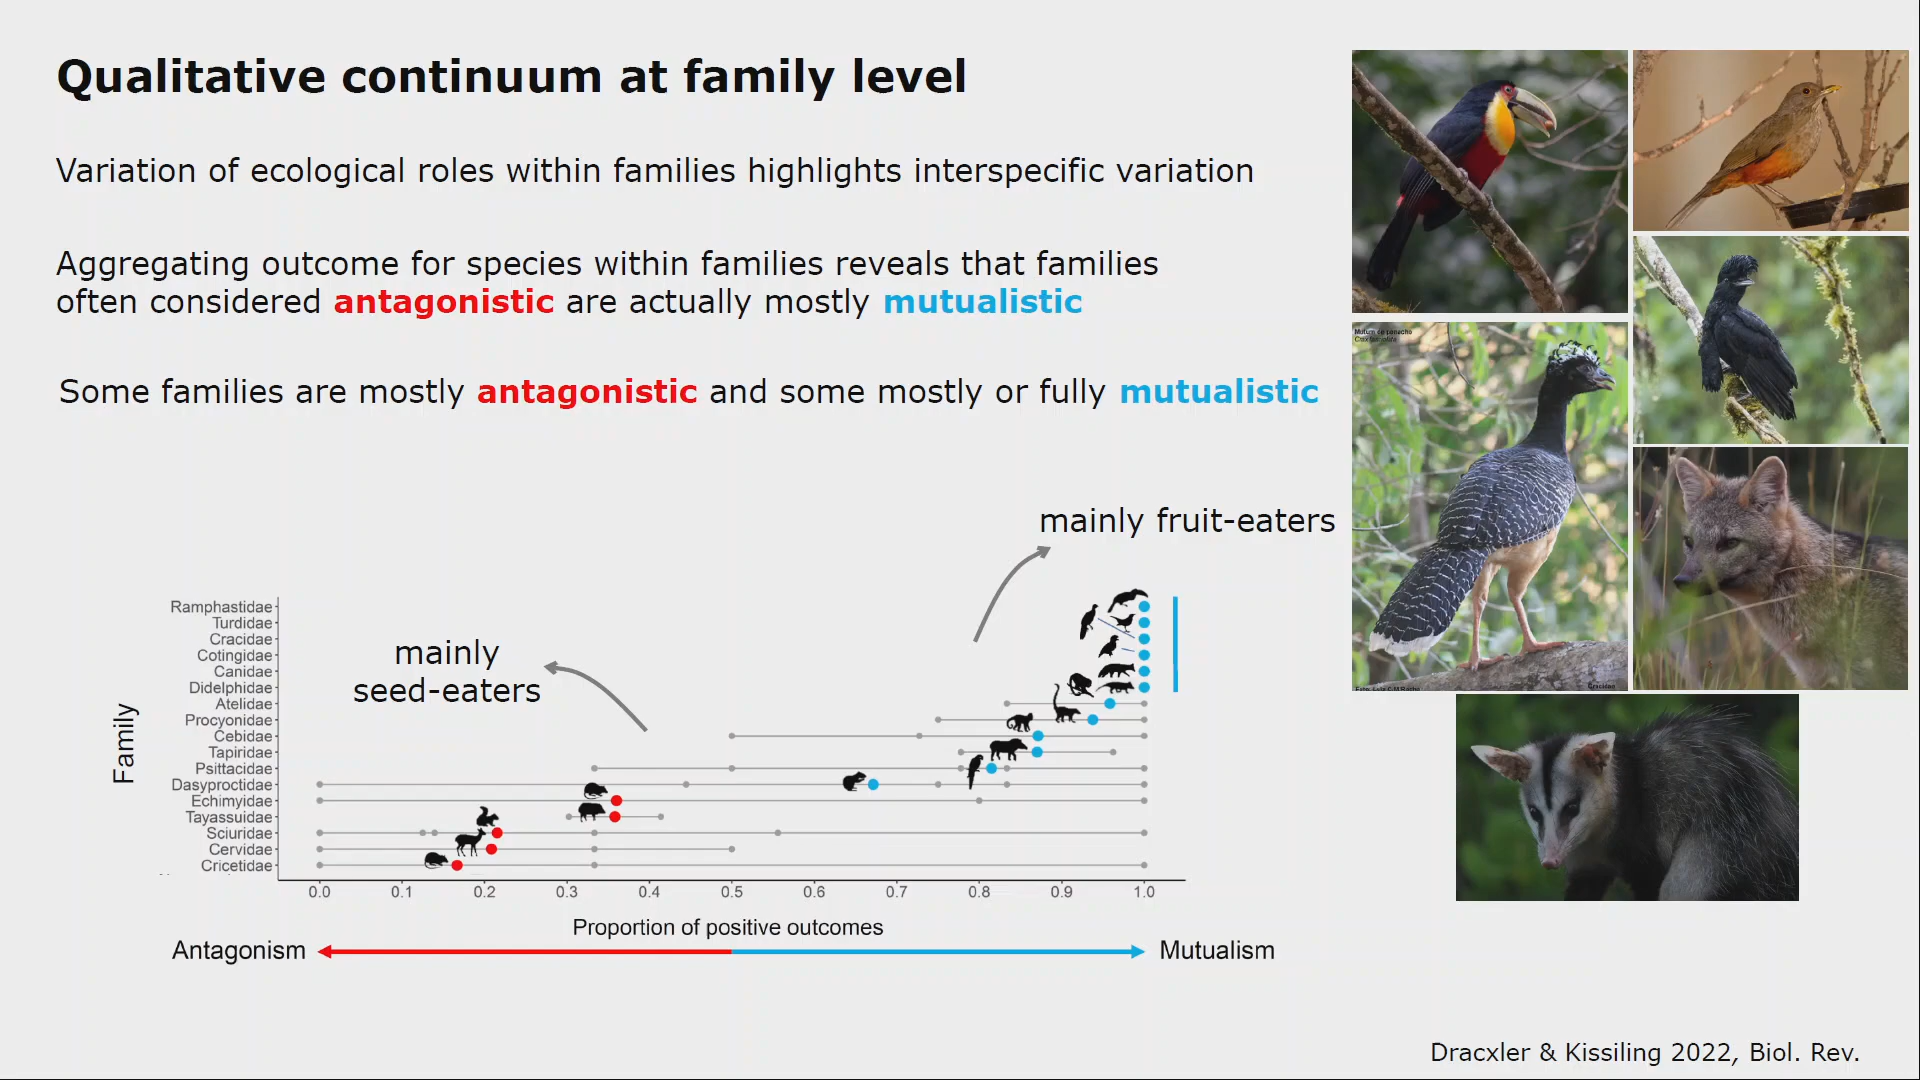 Qualitative continuum at family level
Variation of ecological roles within families highlights interspecific variation
Aggregating outcome for species within families reveals that families
often considered antagonistic are actually mostly mutualistic
Some families are mostly antagonistic and some mostly or fully mutualistic
mainly fruit-eaters
mainly
seed-eaters
Family
Ramphastidae
Turdidae
Cracidae
Cotingidae
Canidae
Didelphidae
Atelidae
Procyonidae
Cebidae
Tapiridae
Psittacidae
Dasyproctidae
Echimyidae
Tayassuidae
Sciuridae
Cervidae
Cricetidae
0.0 0.1 0.2 0.3 0.4 0.5 0.6 0.7 0.8 0.9 1.0
Proportion of positive outcomes
Antagonism
Mutualism
Mutum de penacho
Cracidae
Dracxler & Kissiling 2022, Biol. Rev.